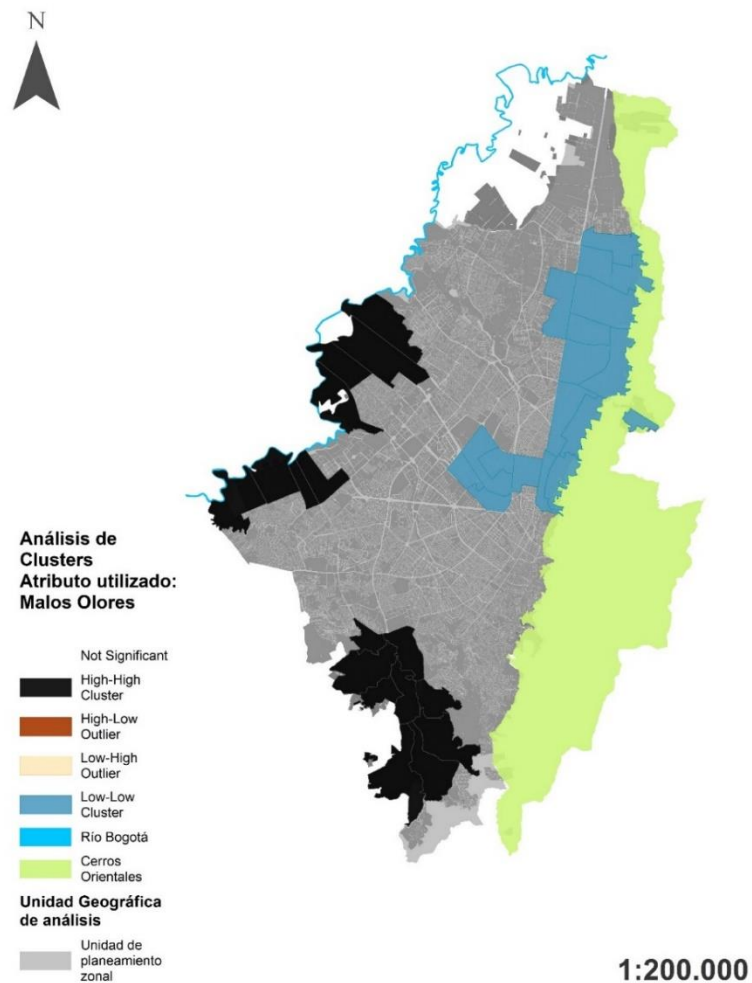 N
Análisis de
Clusters
Atributo utilizado:
Malos Olores
Not Significant
High-High
Cluster
High-Low
Outlier
Low-High
Outlier
Low-Low
Cluster
Río Bogotá
Cerros
Orientales
Unidad Geográfica
de análisis
Unidad de
planeamiento
zonal
1:200.000